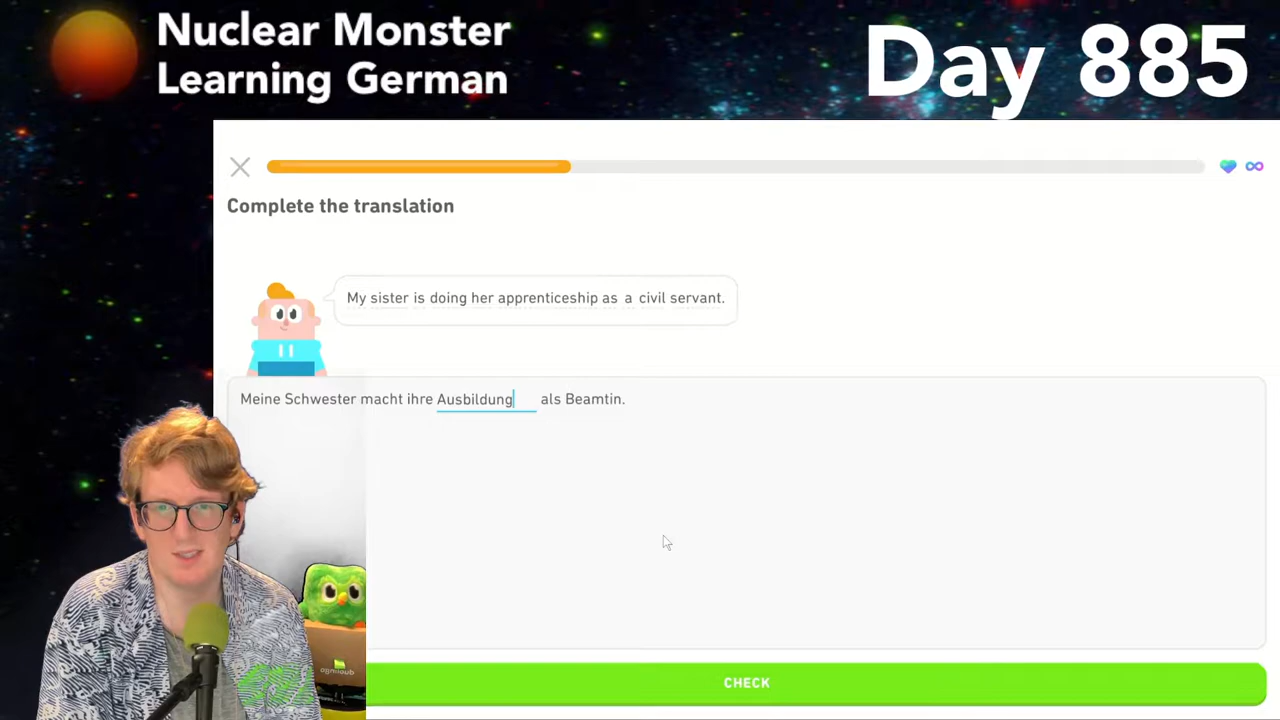 Nuclear Monster
Learning German
Day 885
Complete the translation
My sister is doing her apprenticeship as a civil servant.
Meine Schwester macht ihre Ausbildung als Beamtin.
CHECK